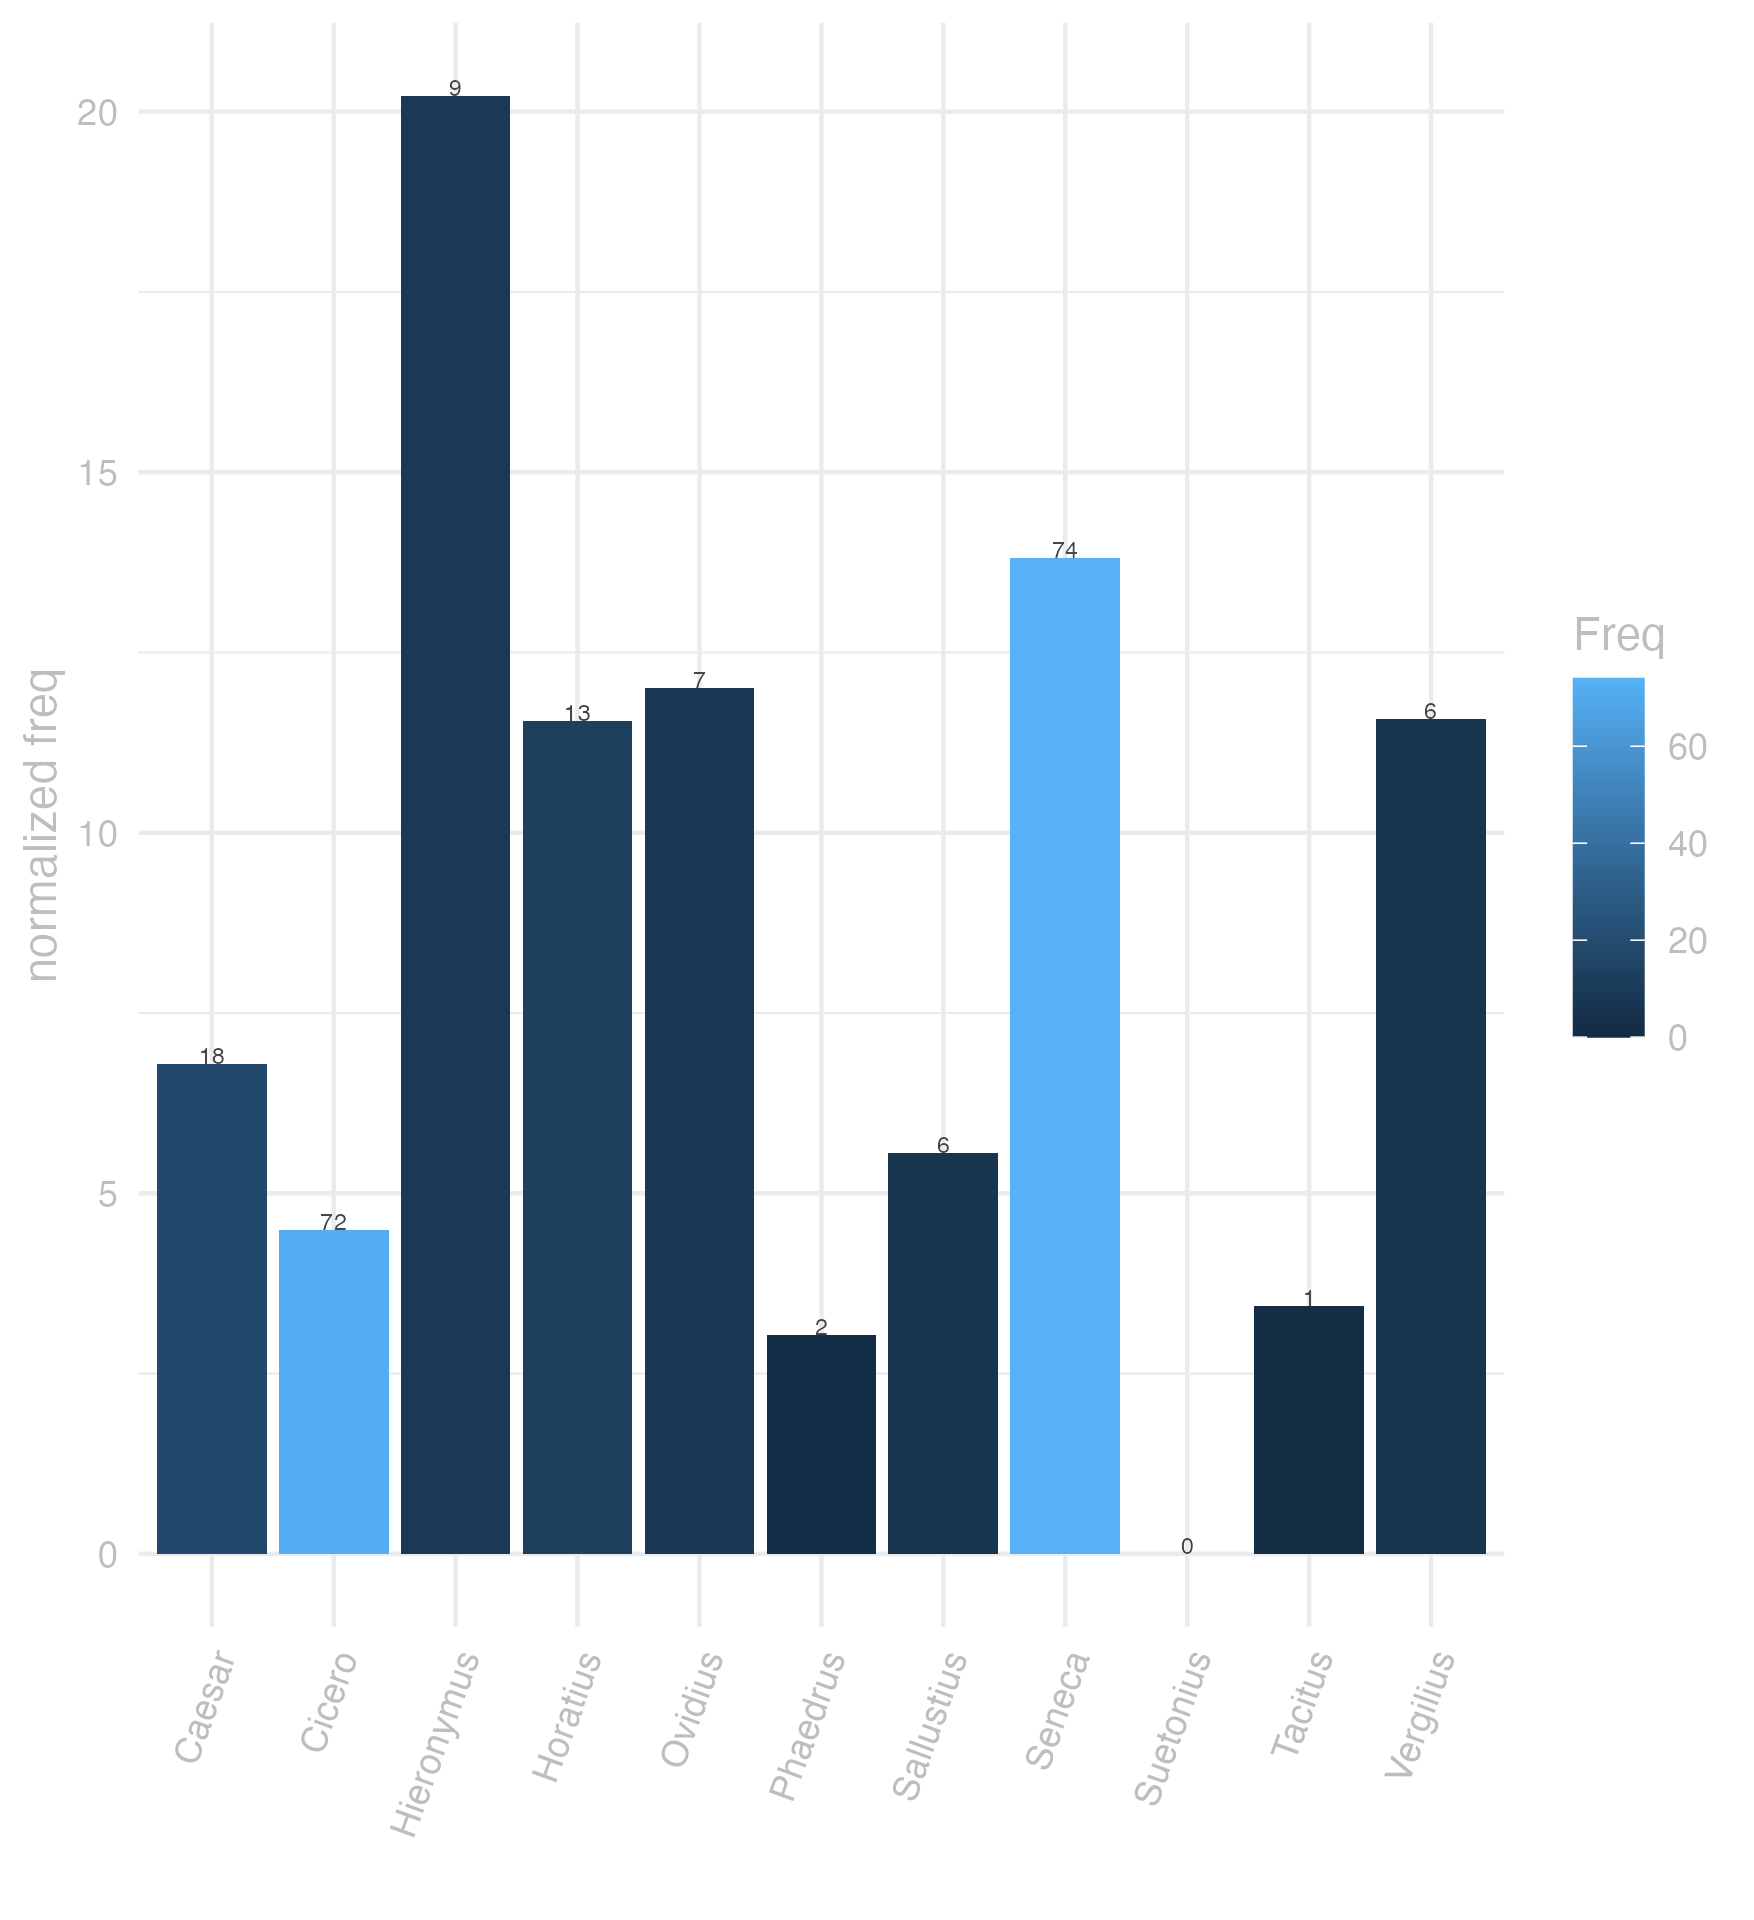 normalized freq
20
15
10
5
0
9
74
7
13
6
18
6
72
1
2
0
Caesar
Cicero
Hieronymus
Horatius
Ovidius
Phaedrus
Sallustius
Seneca
Suetonius
Tacitus
Vergilius
Freq
60
40
20
0